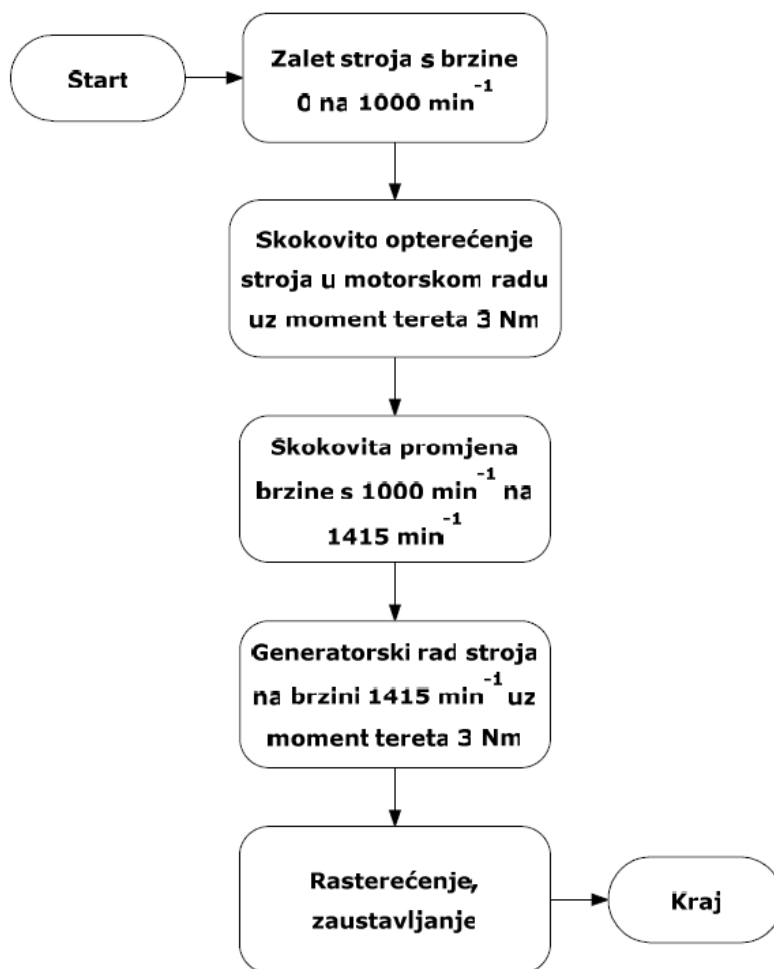 Start
Zalet stroja s brzine
0 na 1000 min⁻¹
Skokovito opterećenje
stroja u motorskom radu
uz moment tereta 3 Nm
Skokovita promjena
brzine s 1000 min⁻¹ na
1415 min⁻¹
Generatorski rad stroja
na brzini 1415 min⁻¹ uz
moment tereta 3 Nm
Rasterećenje,
zaustavljanje
Kraj